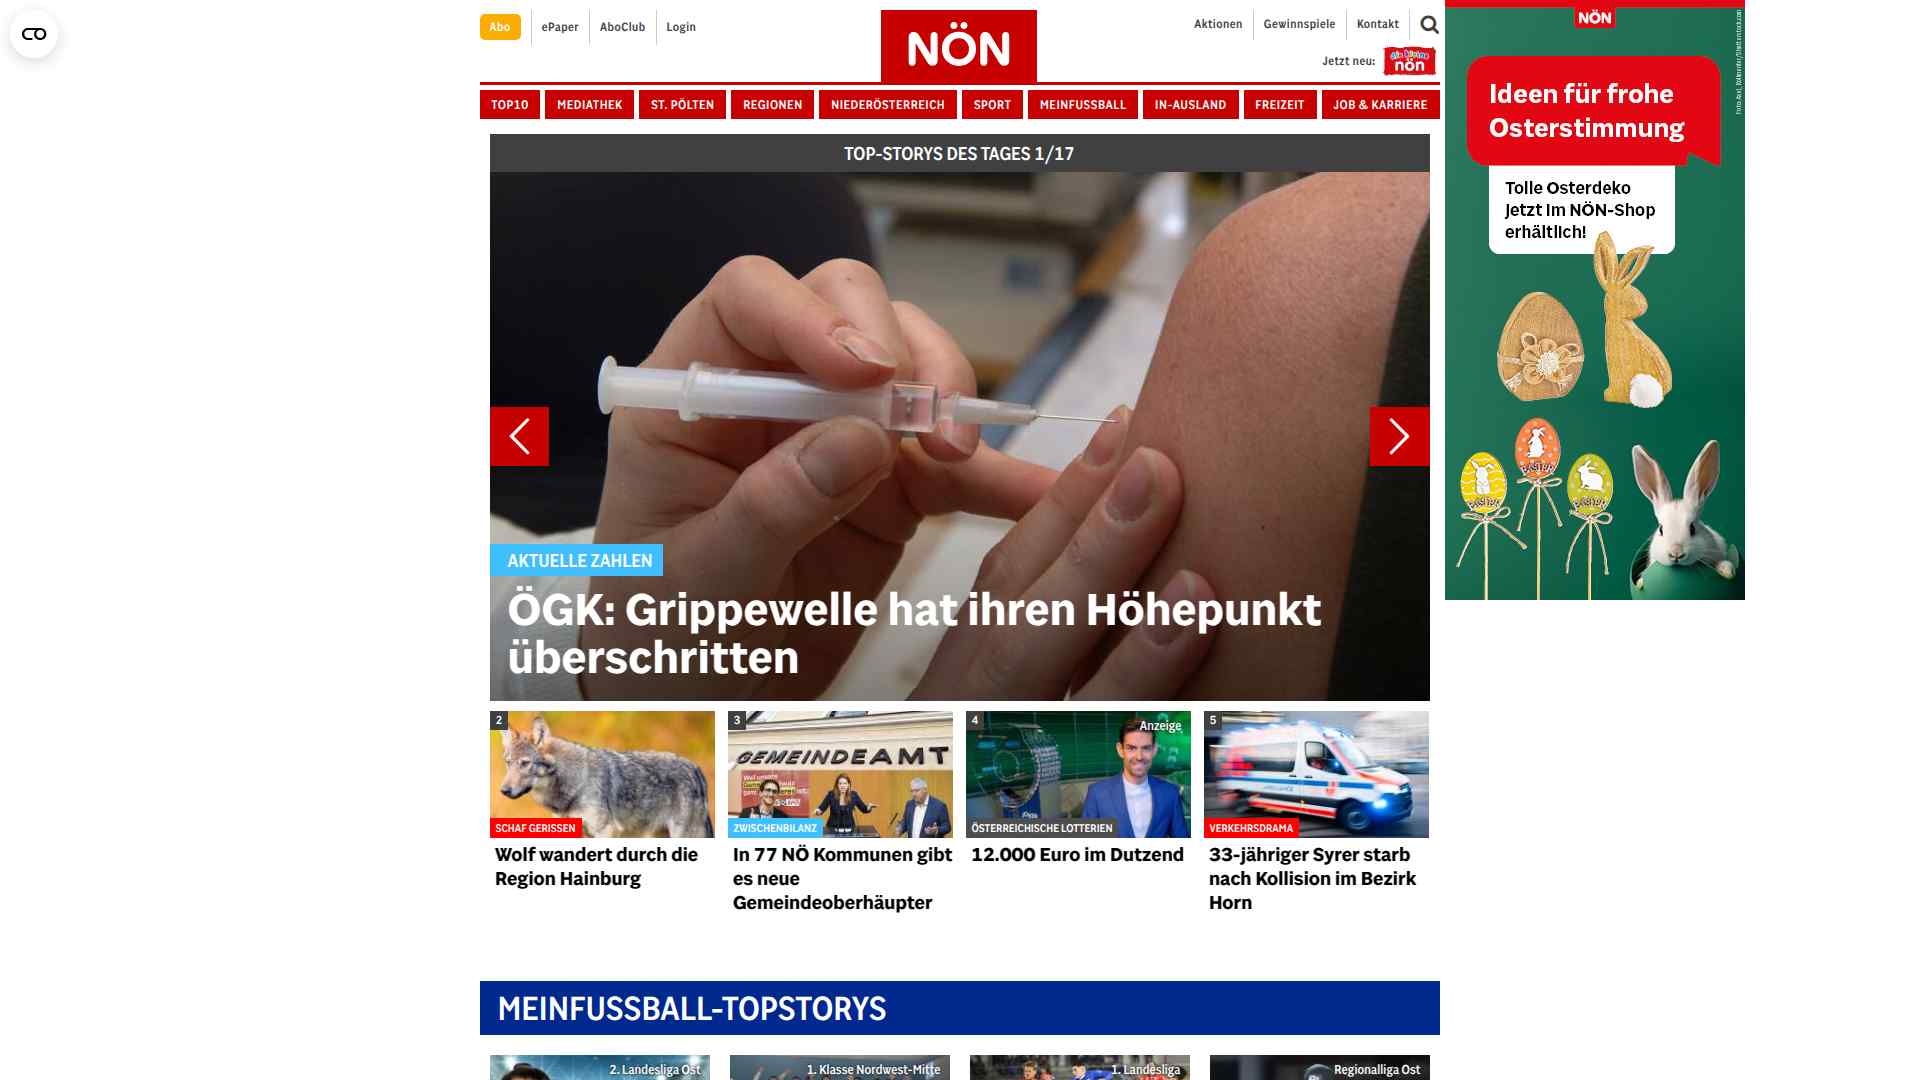 Abo
ePaper
AboClub
Login
NÖN
Aktionen
Gewinnspiele
Kontakt
Jetzt neu:
die kleine
nön
TOP10
MEDIATHEK
ST. PÖLTEN
REGIONEN
NIEDERÖSTERREICH
SPORT
MEINFUSSBALL
IN-AUSLAND
FREIZEIT
JOB & KARRIERE
TOP-STORYS DES TAGES 1/17
AKTUELLE ZAHLEN
ÖGK: Grippewelle hat ihren Höhepunkt
überschritten
2
SCHAF GERISSEN
Wolf wandert durch die
Region Hainburg
3
GEMEINDEAMT
ZWISCHENBILANZ
In 77 NÖ Kommunen gibt
es neue
Gemeindeoberhäupter
4
Anzeige
ÖSTERREICHISCHE LOTTERIEN
12.000 Euro im Dutzend
5
VERKEHRSDRAMA
33-jähriger Syrer starb
nach Kollision im Bezirk
Horn
MEINFUSSBALL-TOPSTORYS
2. Landesliga Ost
1. Klasse Nordwest-Mitte
1. Landesliga
Regionalliga Ost
NÖN
Ideen für frohe
Osterstimmung
Tolle Osterdeko
jetzt im NÖN-Shop
erhältlich!
EASTER
EASTER
EASTER